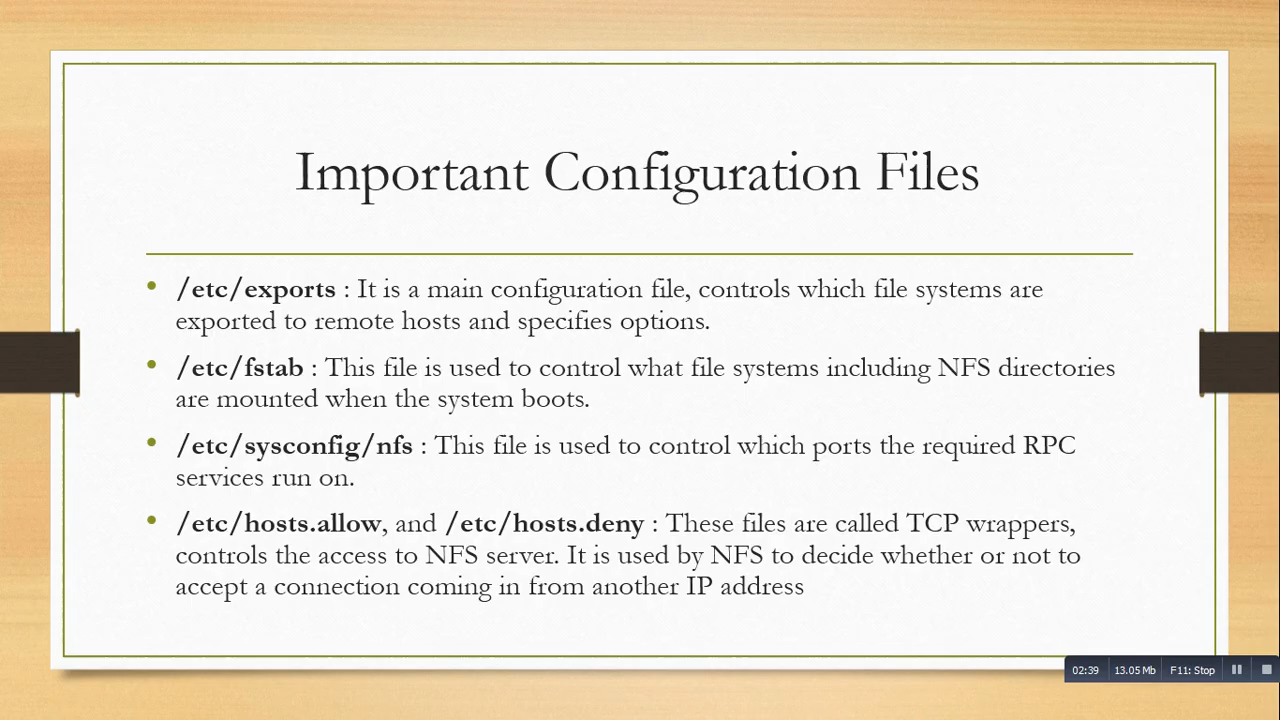 Important Configuration Files
• /etc/exports : It is a main configuration file, controls which file systems are
exported to remote hosts and specifies options.
• /etc/fstab : This file is used to control what file systems including NFS directories
are mounted when the system boots.
• /etc/sysconfig/nfs : This file is used to control which ports the required RPC
services run on.
• /etc/hosts.allow, and /etc/hosts.deny : These files are called TCP wrappers,
controls the access to NFS server. It is used by NFS to decide whether or not to
accept a connection coming in from another IP address
02:39 13.05 Mb F11: Stop